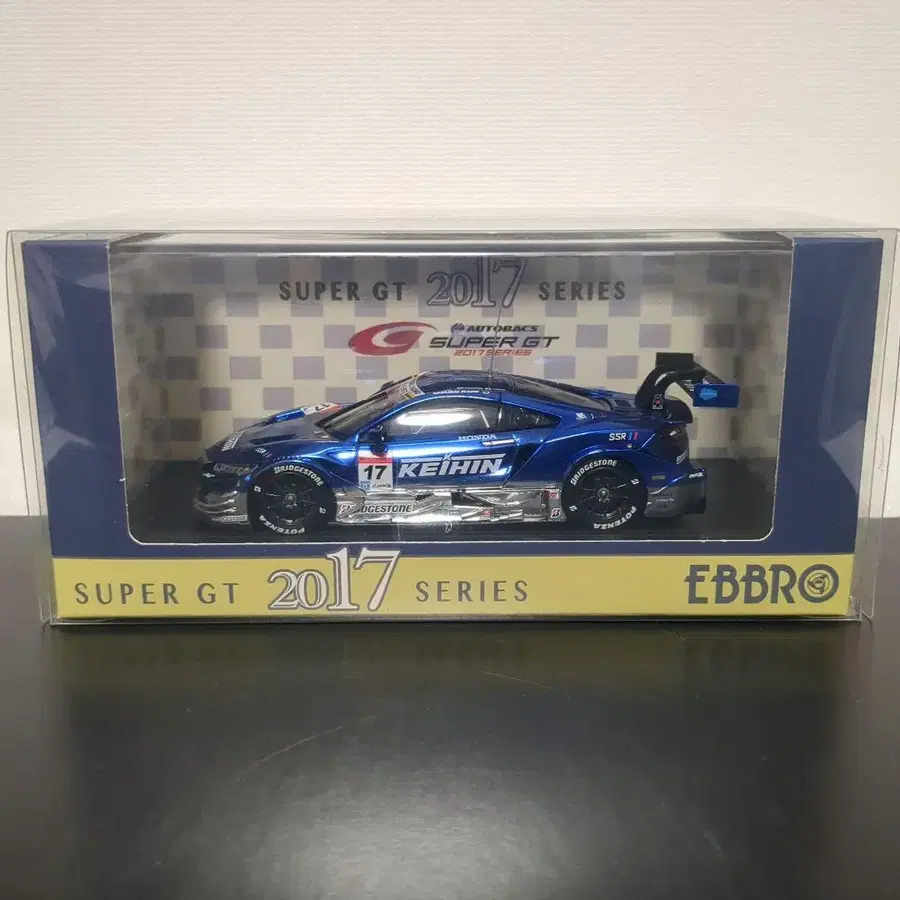 SUPER GT 2017 SERIES
AUTOBACS
SUPER GT
2017 SERIES
SSR
HONDA
17
KEIHIN
BRIDGESTONE
POTENZA
BRIDGESTONE
BRIDGESTONE
POTENZA
SUPER GT 2017 SERIES
EBBRO